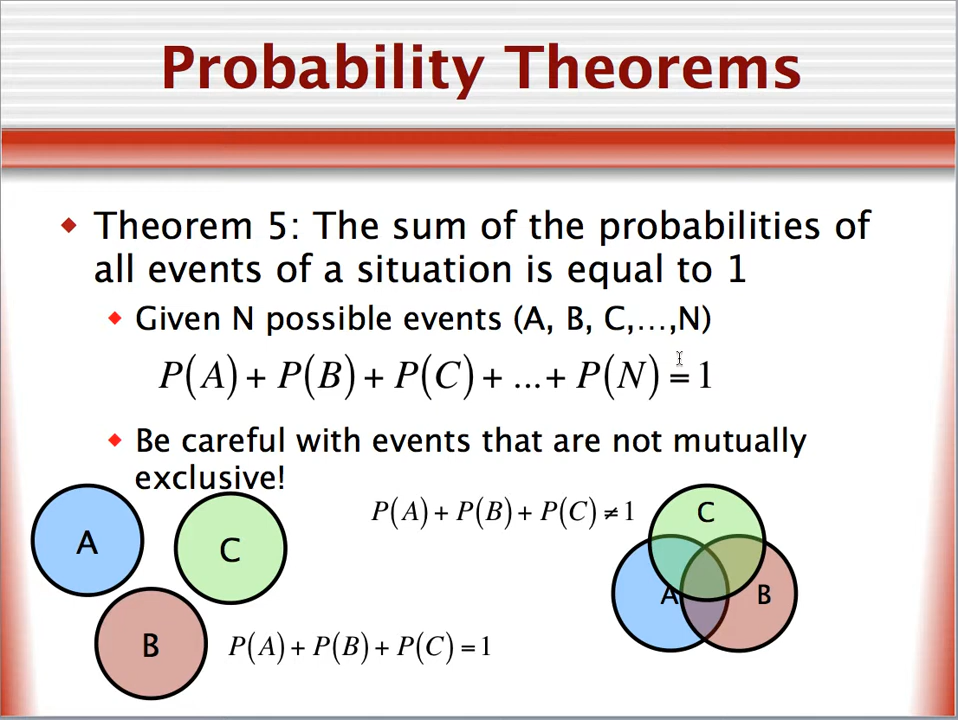 Probability Theorems
Theorem 5: The sum of the probabilities of
all events of a situation is equal to 1
Given N possible events (A, B, C,...,N)
P(A) + P(B) + P(C) + ... + P(N) = 1
Be careful with events that are not mutually
exclusive!
P(A) + P(B) + P(C) ≠ 1
C
A
C
A
B
B
P(A) + P(B) + P(C) = 1